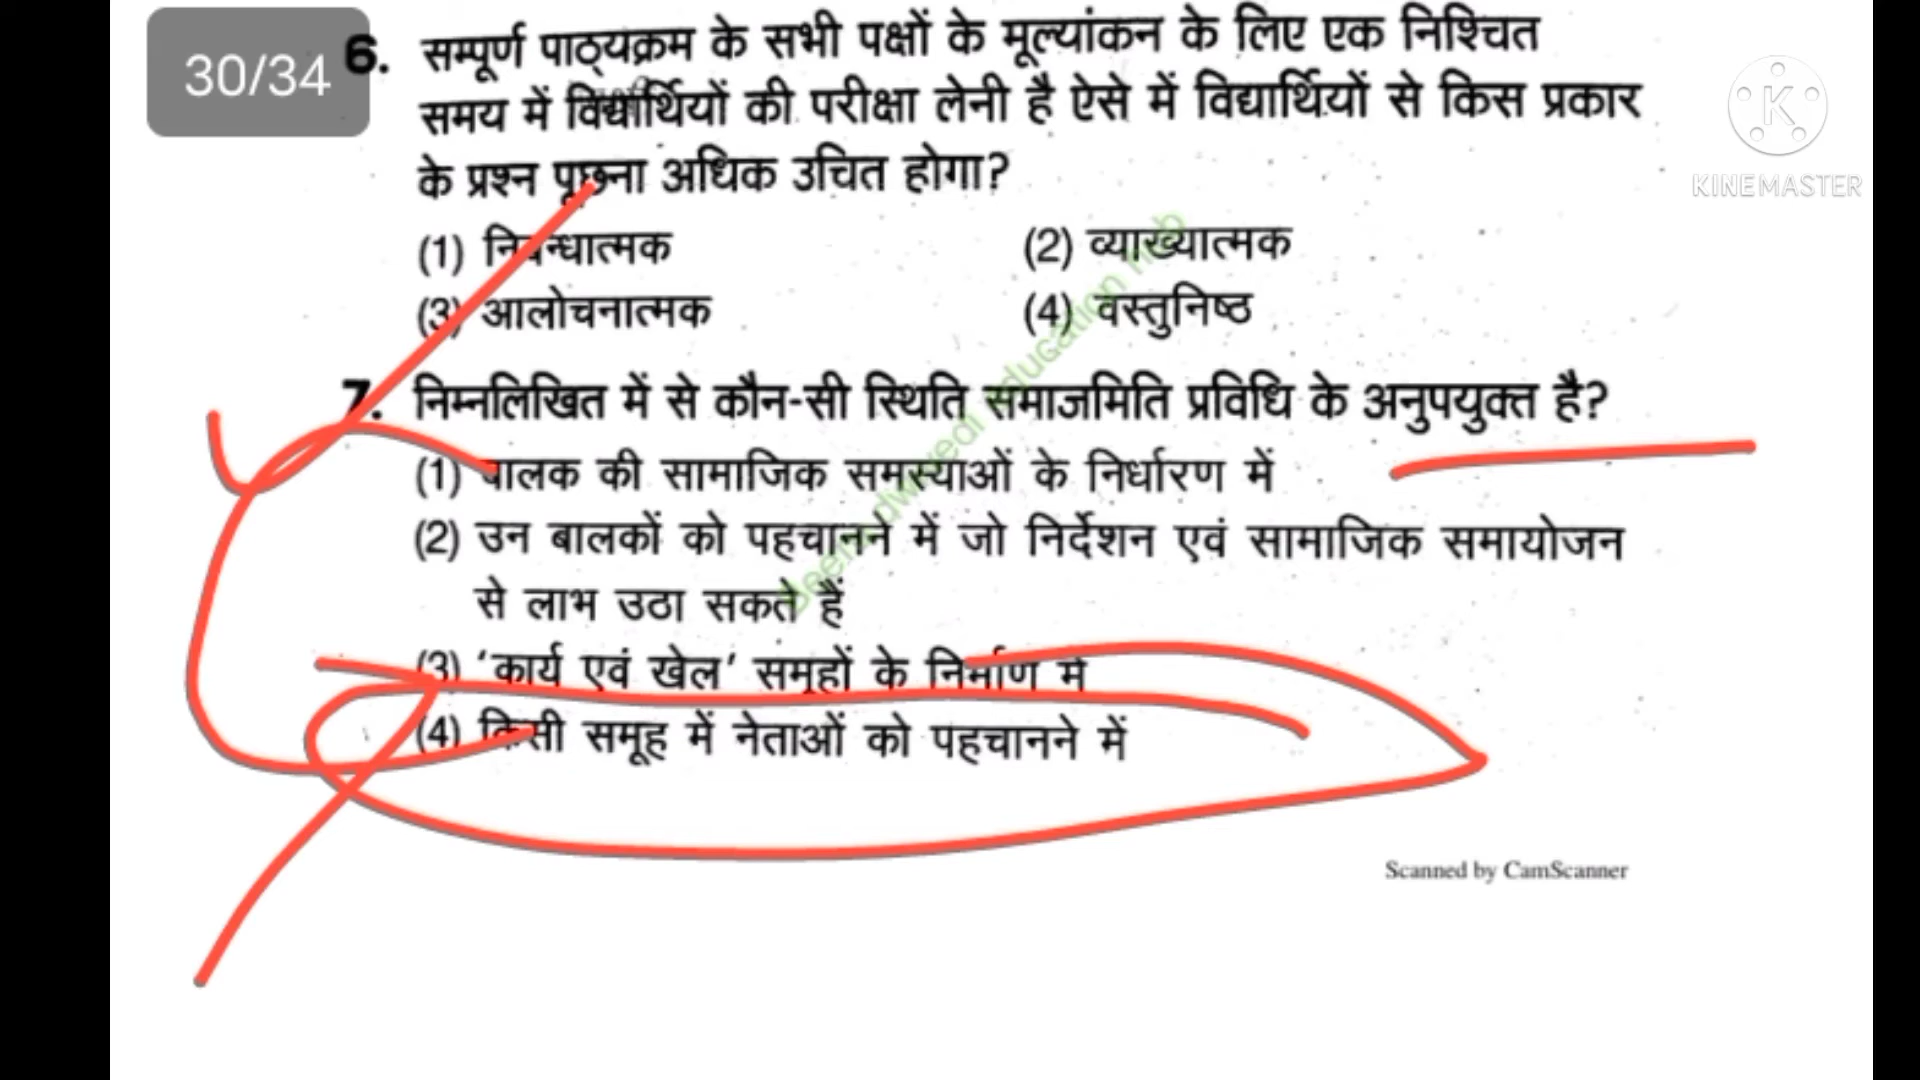 30/34
6. सम्पूर्ण पाठ्यक्रम के सभी पक्षों के मूल्यांकन के लिए एक निश्चित
समय में विद्यार्थियों की परीक्षा लेनी है ऐसे में विद्यार्थियों से किस प्रकार
के प्रश्न पूछना अधिक उचित होगा?
(1) निबन्धात्मक (2) व्याख्यात्मक
(3) आलोचनात्मक (4) वस्तुनिष्ठ
7. निम्नलिखित में से कौन-सी स्थिति समाजमिति प्रविधि के अनुपयुक्त है?
(1) बालक की सामाजिक समस्याओं के निर्धारण में
(2) उन बालकों को पहचानने में जो निर्देशन एवं सामाजिक समायोजन
से लाभ उठा सकते हैं
(3) ‘कार्य एवं खेल’ समूहों के निर्माण में
(4) किसी समूह में नेताओं को पहचानने में
K
KINEMASTER
dwivedi education Hub
Scanned by CamScanner